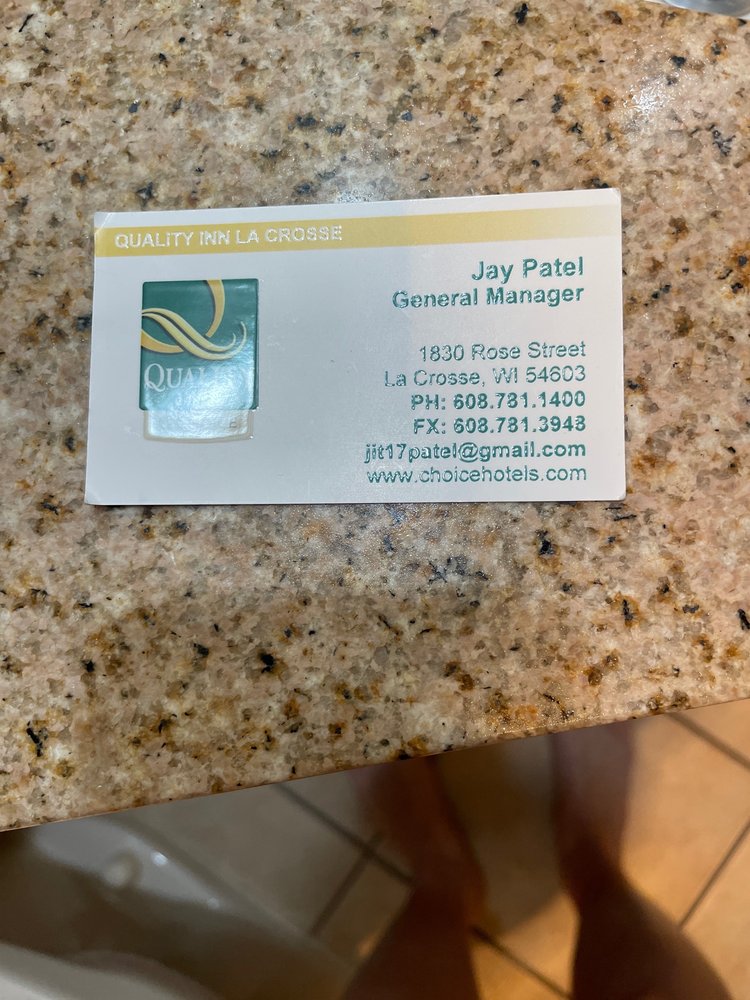 QUALITY INN LA CROSSE
Jay Patel
General Manager
1830 Rose Street
La Crosse, WI 54603
PH: 608.781.1400
FX: 608.781.3948
jit17patel@gmail.com
www.choicehotels.com